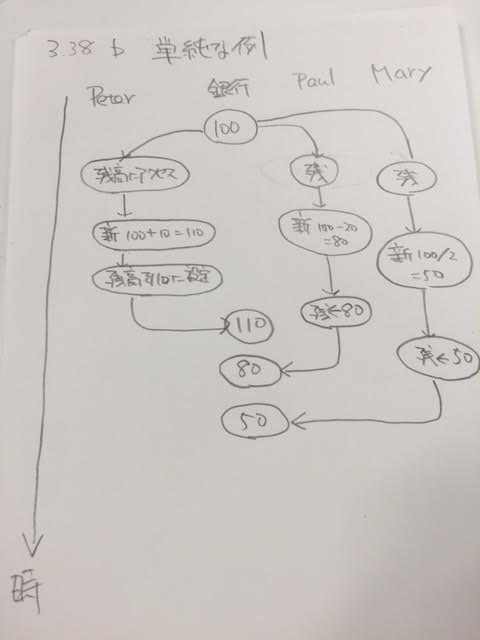 3.38 b 単純な例
Peter 銀行 Paul Mary
100
残高にアクセス 残 残
新 100+10=110
新 100-20
=80
新 100/2
=50
残高を110に設定
残←80
110
残←50
80
50
時